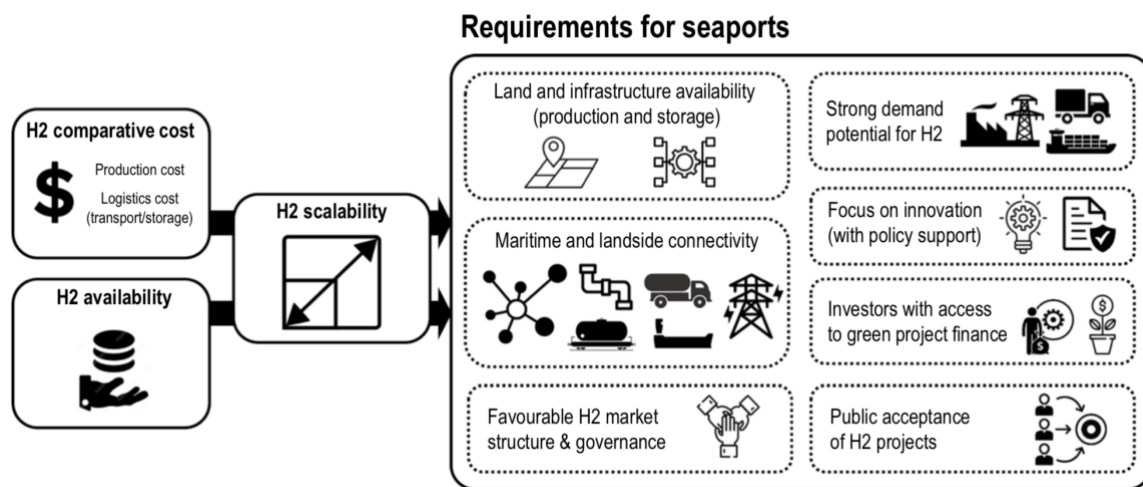 Requirements for seaports
H2 comparative cost
$
Production cost
Logistics cost
(transport/storage)
H2 availability
H2 scalability
Land and infrastructure availability
(production and storage)
Maritime and landside connectivity
Favourable H2 market
structure & governance
Strong demand
potential for H2
Focus on innovation
(with policy support)
Investors with access
to green project finance
$
$
Public acceptance
of H2 projects